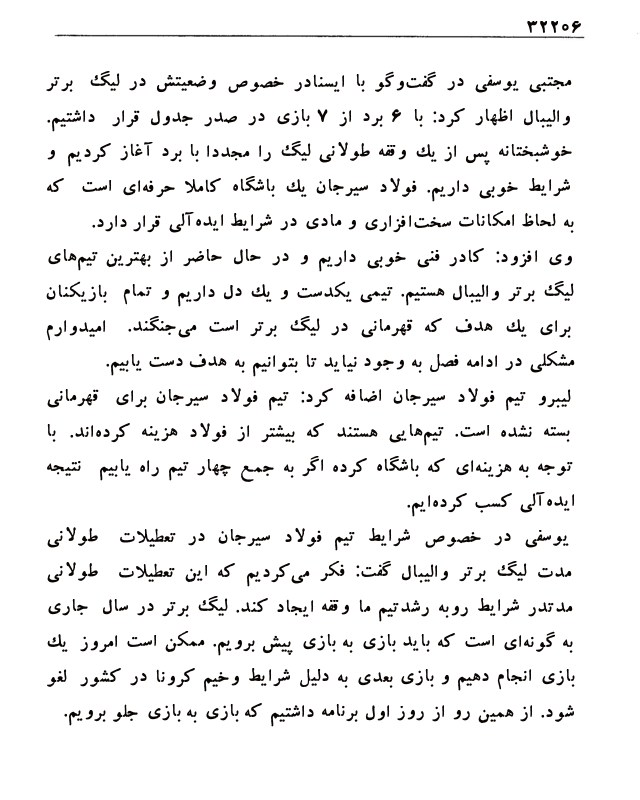 ۳۲۲۰۶
مجتبی یوسفی در گفت‌وگو با ایسنادر خصوص وضعیتش در لیگ برتر
والیبال اظهار کرد: با ۶ برد از ۷ بازی در صدر جدول قرار داشتیم.
خوشبختانه پس از یك وقفه طولانی لیگ را مجددا با برد آغاز کردیم و
شرایط خوبی داریم. فولاد سیرجان یك باشگاه کاملا حرفه‌ای است که
به لحاظ امکانات سخت‌افزاری و مادی در شرایط ایده‌آلی قرار دارد.
وی افزود: کادر فنی خوبی داریم و در حال حاضر از بهترین تیم‌های
لیگ برتر والیبال هستیم. تیمی یکدست و یك دل داریم و تمام بازیکنان
برای یك هدف که قهرمانی در لیگ برتر است می‌جنگند. امیدوارم
مشکلی در ادامه فصل به وجود نیاید تا بتوانیم به هدف دست یابیم.
لیبرو تیم فولاد سیرجان اضافه کرد: تیم فولاد سیرجان برای قهرمانی
بسته نشده است. تیم‌هایی هستند که بیشتر از فولاد هزینه کرده‌اند. با
توجه به هزینه‌ای که باشگاه کرده اگر به جمع چهار تیم راه یابیم نتیجه
ایده‌آلی کسب کرده‌ایم.
یوسفی در خصوص شرایط تیم فولاد سیرجان در تعطیلات طولانی
مدت لیگ برتر والیبال گفت: فکر می‌کردیم که این تعطیلات طولانی
مدتدر شرایط روبه رشدتیم ما وقفه ایجاد کند. لیگ برتر در سال جاری
به گونه‌ای است که باید بازی به بازی پیش برویم. ممکن است امروز یك
بازی انجام دهیم و بازی بعدی به دلیل شرایط وخیم کرونا در کشور لغو
شود. از همین رو از روز اول برنامه داشتیم که بازی به بازی جلو برویم.